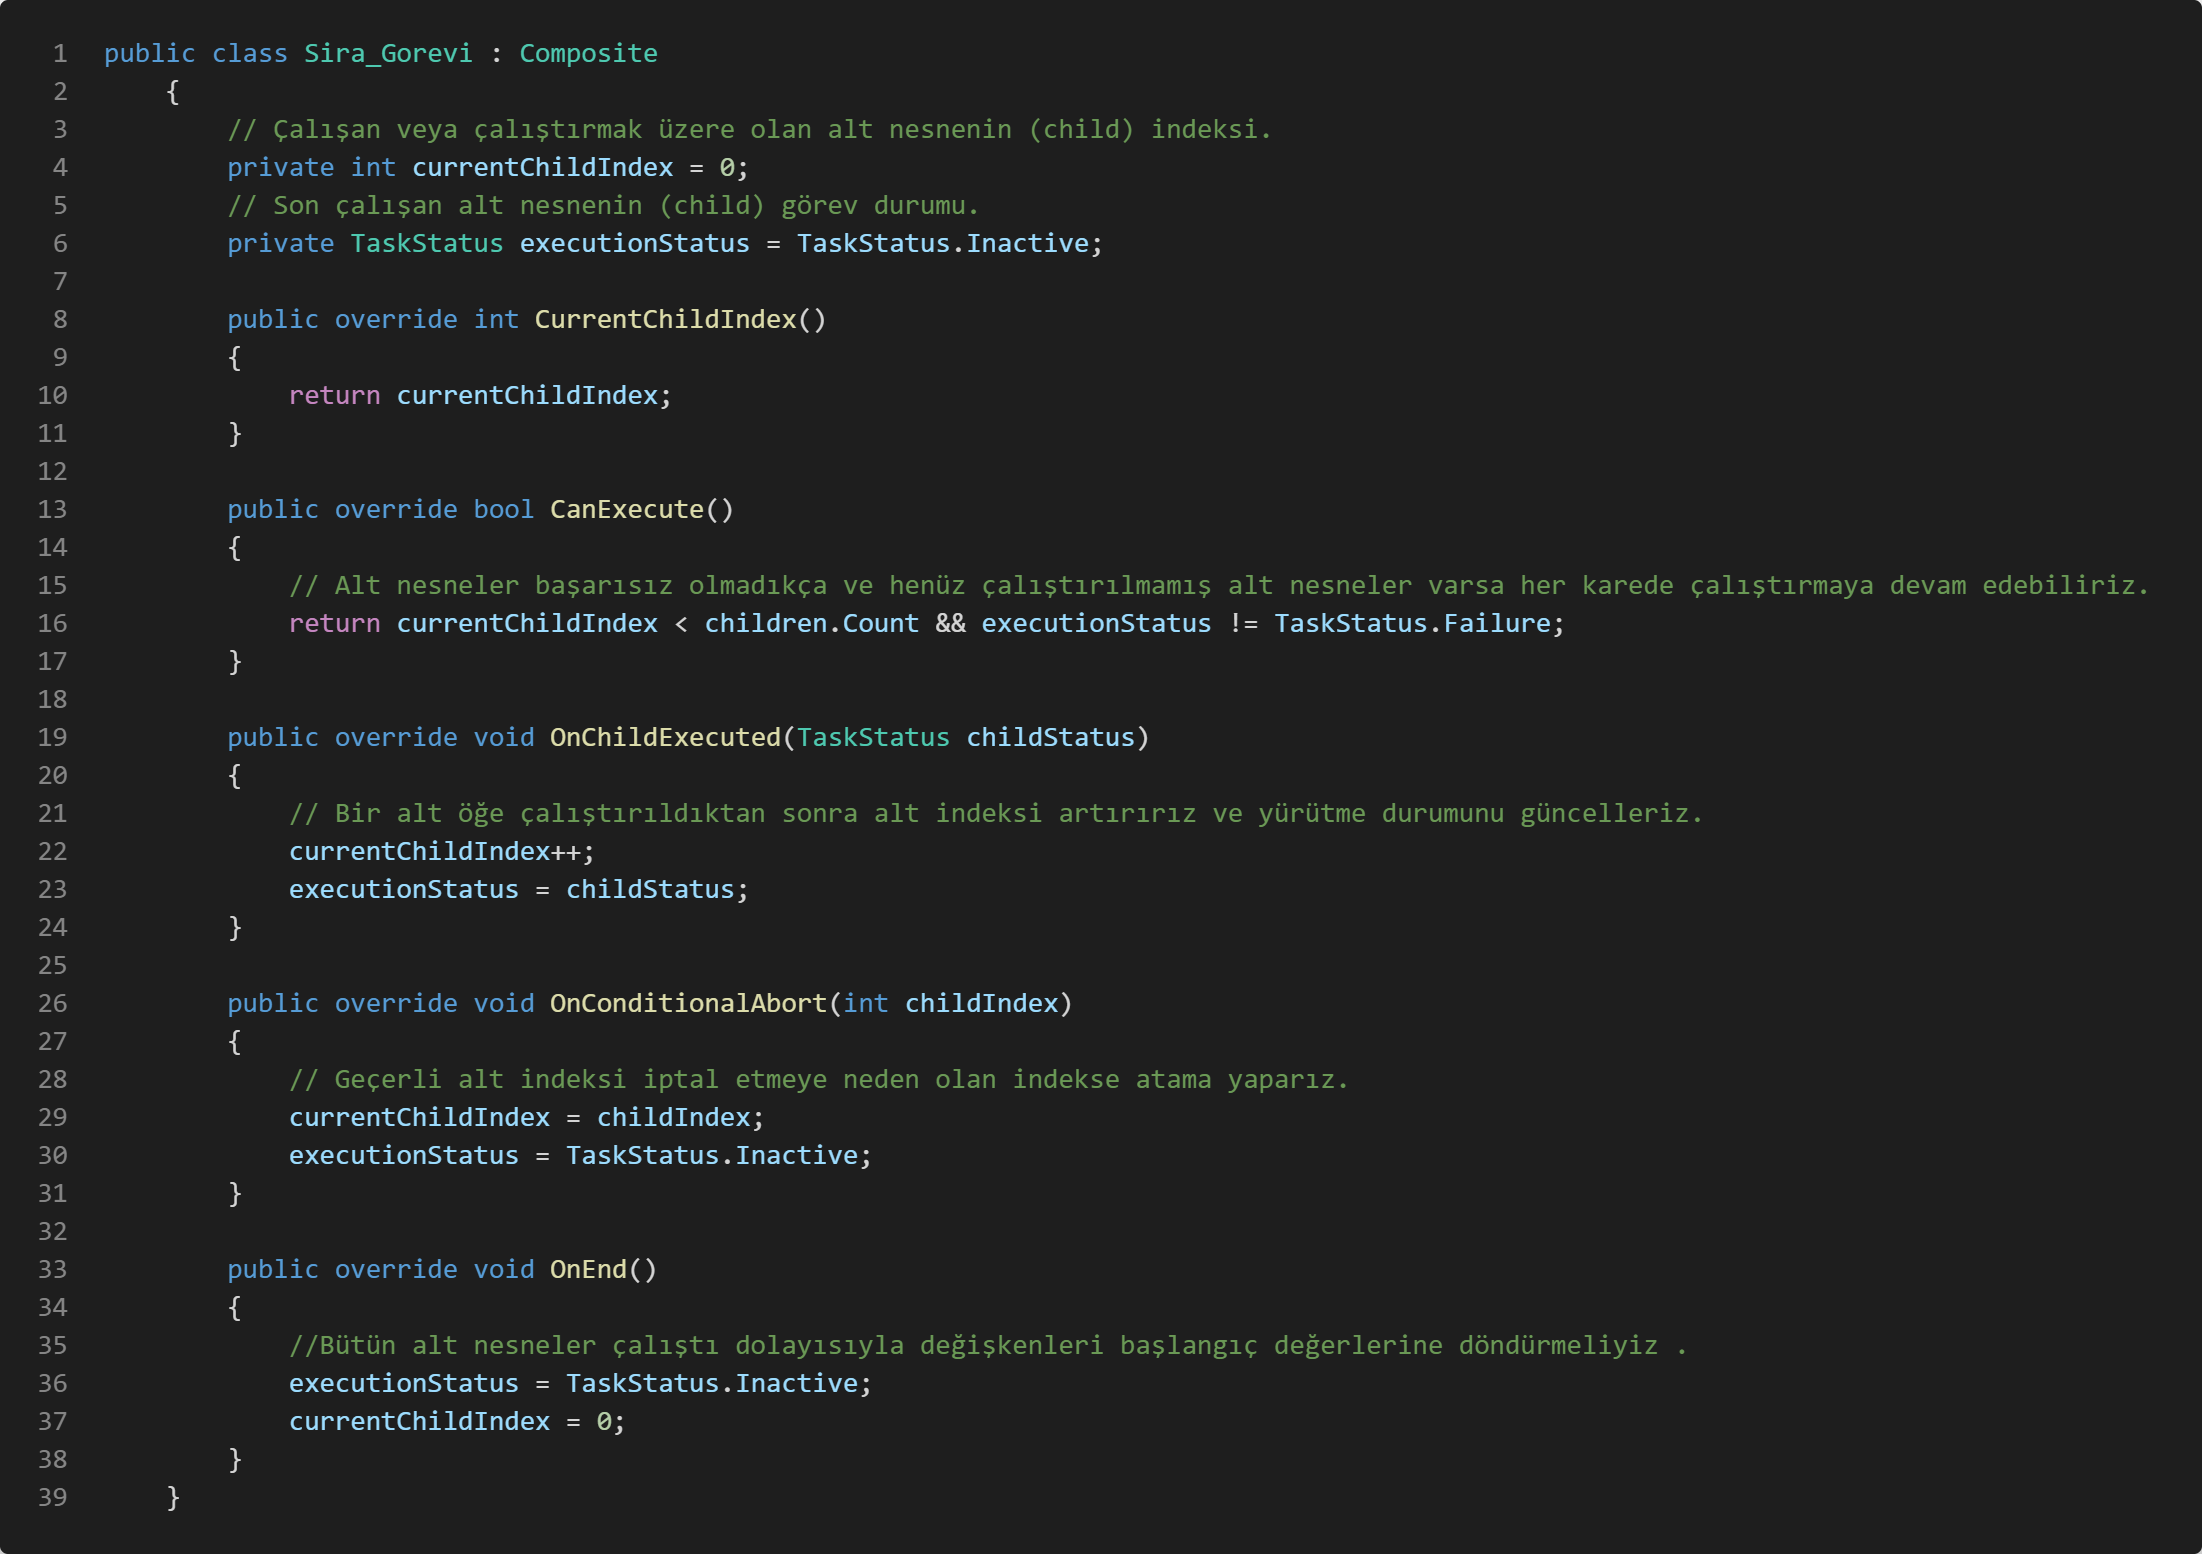 1 public class Sira_Gorevi : Composite
2 {
3 // Çalışan veya çalıştırmak üzere olan alt nesnenin (child) indeksi.
4 private int currentChildIndex = 0;
5 // Son çalışan alt nesnenin (child) görev durumu.
6 private TaskStatus executionStatus = TaskStatus.Inactive;
7
8 public override int CurrentChildIndex()
9 {
10 return currentChildIndex;
11 }
12
13 public override bool CanExecute()
14 {
15 // Alt nesneler başarısız olmadıkça ve henüz çalıştırılmamış alt nesneler varsa her karede çalıştırmaya devam edebiliriz.
16 return currentChildIndex < children.Count && executionStatus != TaskStatus.Failure;
17 }
18
19 public override void OnChildExecuted(TaskStatus childStatus)
20 {
21 // Bir alt öğe çalıştırıldıktan sonra alt indeksi artırırız ve yürütme durumunu güncelleriz.
22 currentChildIndex++;
23 executionStatus = childStatus;
24 }
25
26 public override void OnConditionalAbort(int childIndex)
27 {
28 // Geçerli alt indeksi iptal etmeye neden olan indekse atama yaparız.
29 currentChildIndex = childIndex;
30 executionStatus = TaskStatus.Inactive;
31 }
32
33 public override void OnEnd()
34 {
35 //Bütün alt nesneler çalıştı dolayısıyla değişkenleri başlangıç değerlerine döndürmeliyiz .
36 executionStatus = TaskStatus.Inactive;
37 currentChildIndex = 0;
38 }
39 }